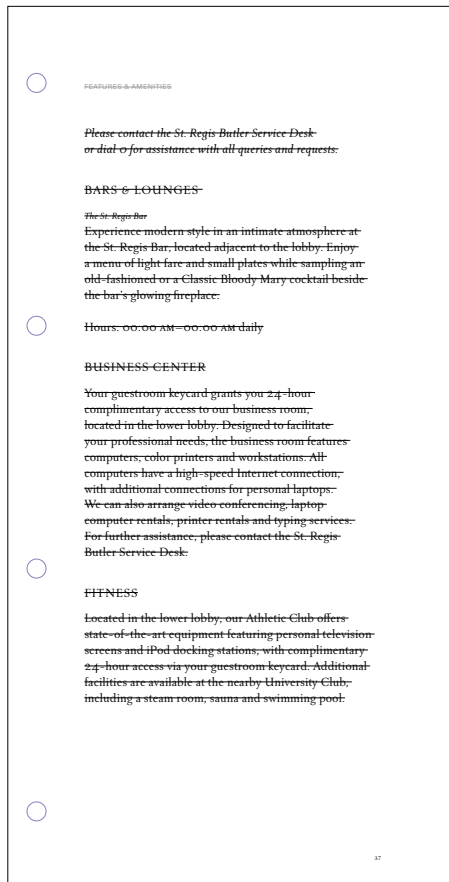 FEATURES & AMENITIES
Please contact the St. Regis Butler Service Desk
or dial 0 for assistance with all queries and requests.
BARS & LOUNGES
The St. Regis Bar
Experience modern style in an intimate atmosphere at
the St. Regis Bar, located adjacent to the lobby. Enjoy
a menu of light fare and small plates while sampling an
old-fashioned or a Classic Bloody Mary cocktail beside
the bar's glowing fireplace.
Hours: 00:00 AM–00:00 AM daily
BUSINESS CENTER
Your guestroom keycard grants you 24-hour
complimentary access to our business room,
located in the lower lobby. Designed to facilitate
your professional needs, the business room features
computers, color printers and workstations. All
computers have a high-speed Internet connection,
with additional connections for personal laptops.
We can also arrange video conferencing, laptop
computer rentals, printer rentals and typing services.
For further assistance, please contact the St. Regis
Butler Service Desk.
FITNESS
Located in the lower lobby, our Athletic Club offers
state-of-the-art equipment featuring personal television
screens and iPod docking stations, with complimentary
24-hour access via your guestroom keycard. Additional
facilities are available at the nearby University Club,
including a steam room, sauna and swimming pool.
37